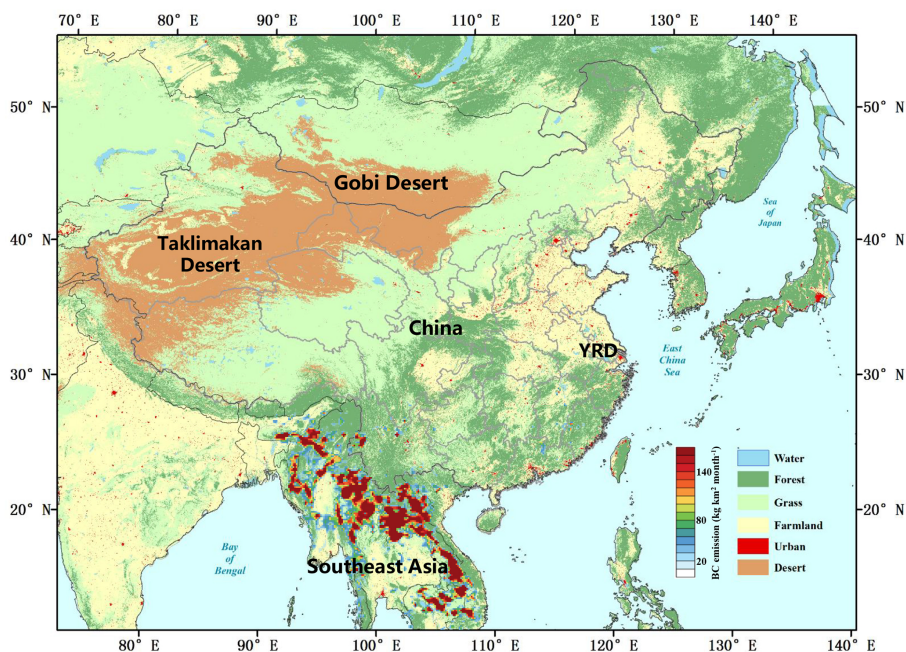 70° E 80° E 90° E 100° E 110° E 120° E 130° E 140° E
50° N
50° N
Gobi Desert
Sea
of
Japan
40° N
40° N
Taklimakan
Desert
China
YRD
East
China
Sea
30° N
30° N
BC emission (kg km² month⁻¹)
140
80
20
Water
Forest
Grass
Farmland
Urban
Desert
20° N
20° N
Bay
of
Bengal
Southeast Asia
80° E 90° E 100° E 110° E 120° E 130° E 140° E